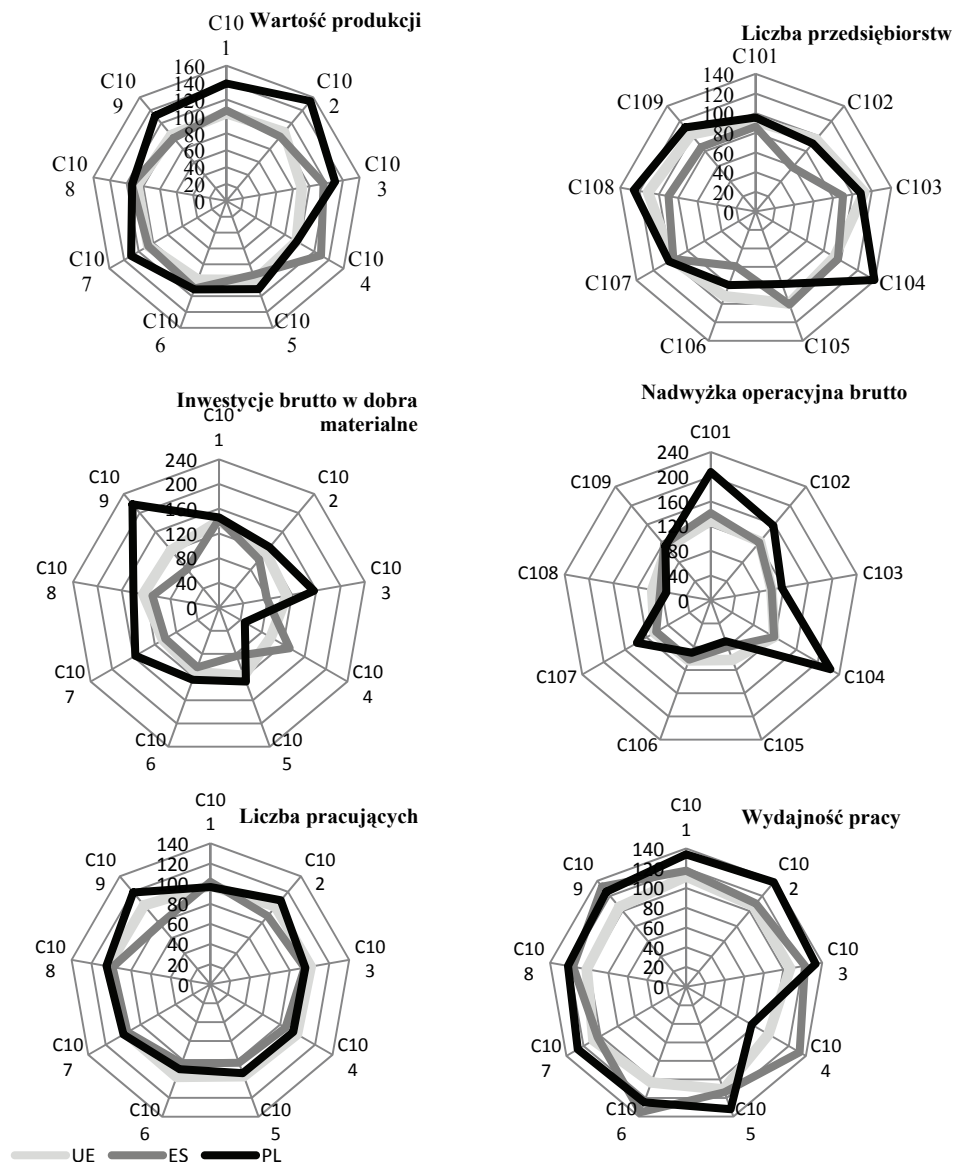 Wartość produkcji
C10
1
C10
2
C10
3
C10
4
C10
5
C10
6
C10
7
C10
8
C10
9
160
140
120
100
80
60
40
20
0
Liczba przedsiębiorstw
C101
C102
C103
C104
C105
C106
C107
C108
C109
140
120
100
80
60
40
20
0
Inwestycje brutto w dobra
materialne
C10
1
C10
2
C10
3
C10
4
C10
5
C10
6
C10
7
C10
8
C10
9
240
200
160
120
80
40
0
Nadwyżka operacyjna brutto
C101
C102
C103
C104
C105
C106
C107
C108
C109
240
200
160
120
80
40
0
Liczba pracujących
C10
1
C10
2
C10
3
C10
4
C10
5
C10
6
C10
7
C10
8
C10
9
140
120
100
80
60
40
20
0
Wydajność pracy
C10
1
C10
2
C10
3
C10
4
C10
5
C10
6
C10
7
C10
8
C10
9
140
120
100
80
60
40
20
0
UE ES PL